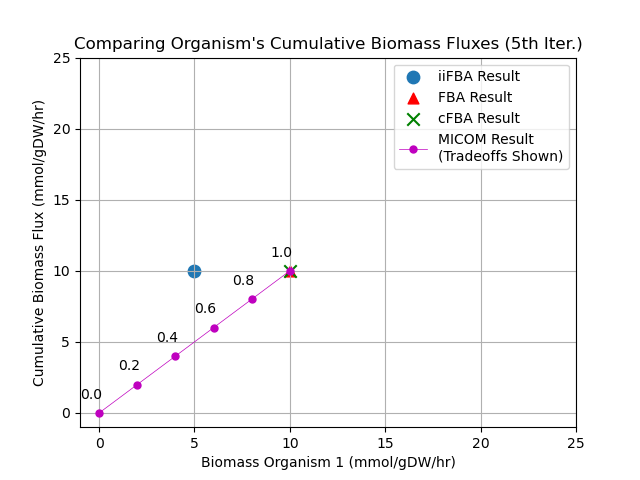 Comparing Organism's Cumulative Biomass Fluxes (5th Iter.)
Cumulative Biomass Flux (mmol/gDW/hr)
25
20
15
10
5
0
iiFBA Result
FBA Result
cFBA Result
MICOM Result
(Tradeoffs Shown)
1.0
0.8
0.6
0.4
0.2
0.0
0 5 10 15 20 25
Biomass Organism 1 (mmol/gDW/hr)